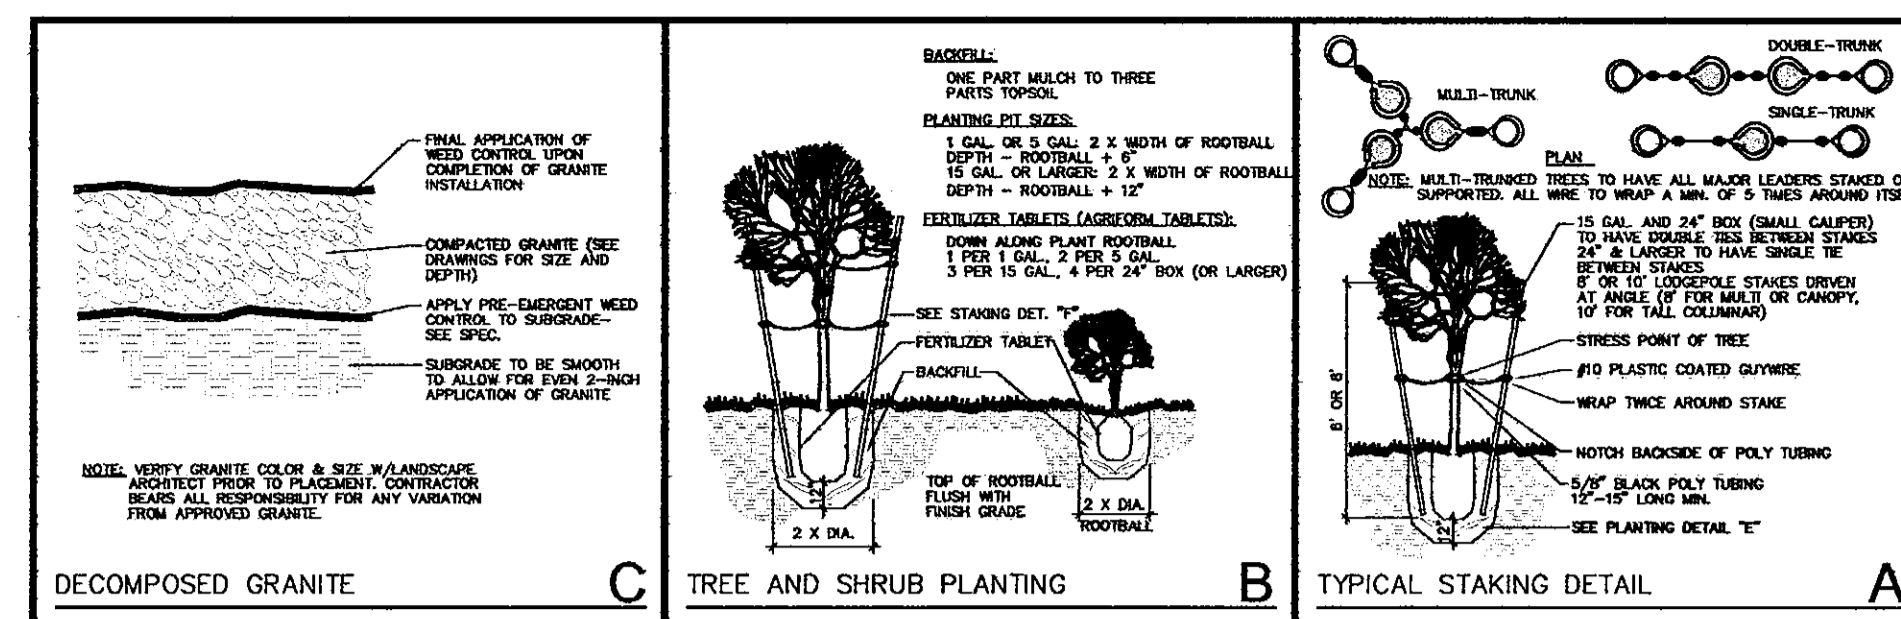 FINAL APPLICATION OF
WEED CONTROL UPON
COMPLETION OF GRANITE
INSTALLATION
COMPACTED GRANITE (SEE
DRAWINGS FOR SIZE AND
DEPTH)
APPLY PRE-EMERGENT WEED
CONTROL TO SUBGRADE-
SEE SPEC.
SUBGRADE TO BE SMOOTH
TO ALLOW FOR EVEN 2-INCH
APPLICATION OF GRANITE
NOTE: VERIFY GRANITE COLOR & SIZE W/LANDSCAPE
ARCHITECT PRIOR TO PLACEMENT. CONTRACTOR
BEARS ALL RESPONSIBILITY FOR ANY VARIATION
FROM APPROVED GRANITE.
DECOMPOSED GRANITE C
BACKFILL:
ONE PART MULCH TO THREE
PARTS TOPSOIL
PLANTING PIT SIZES:
1 GAL. OR 5 GAL: 2 X WIDTH OF ROOTBALL
DEPTH - ROOTBALL + 6"
15 GAL. OR LARGER: 2 X WIDTH OF ROOTBALL
DEPTH - ROOTBALL + 12"
FERTILIZER TABLETS (AGRIFORM TABLETS):
DOWN ALONG PLANT ROOTBALL
1 PER 1 GAL., 2 PER 5 GAL.
3 PER 15 GAL., 4 PER 24" BOX (OR LARGER)
SEE STAKING DET. "F"
FERTILIZER TABLET
BACKFILL
TOP OF ROOTBALL
FLUSH WITH
FINISH GRADE
12"
2 X DIA.
2 X DIA.
ROOTBALL
TREE AND SHRUB PLANTING B
DOUBLE-TRUNK
MULTI-TRUNK
SINGLE-TRUNK
PLAN
NOTE: MULTI-TRUNKED TREES TO HAVE ALL MAJOR LEADERS STAKED O
SUPPORTED. ALL WIRE TO WRAP A MIN. OF 5 TIMES AROUND ITSE
15 GAL. AND 24" BOX (SMALL CALIPER)
TO HAVE DOUBLE TIES BETWEEN STAKES
24" & LARGER TO HAVE SINGLE TIE
BETWEEN STAKES
8' OR 10' LODGEPOLE STAKES DRIVEN
AT ANGLE (8' FOR MULTI OR CANOPY,
10' FOR TALL COLUMNAR)
STRESS POINT OF TREE
#10 PLASTIC COATED GUYWIRE
WRAP TWICE AROUND STAKE
6' OR 8'
NOTCH BACKSIDE OF POLY TUBING
5/8" BLACK POLY TUBING
12"-15" LONG MIN.
SEE PLANTING DETAIL "E"
12"
TYPICAL STAKING DETAIL A